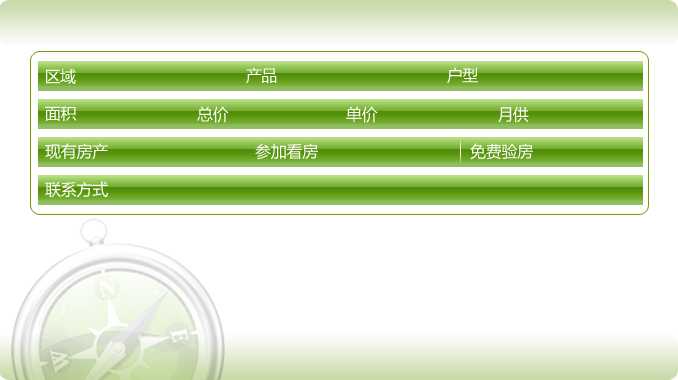 区域 产品 户型
面积 总价 单价 月供
现有房产 参加看房 免费验房
联系方式
N
W E